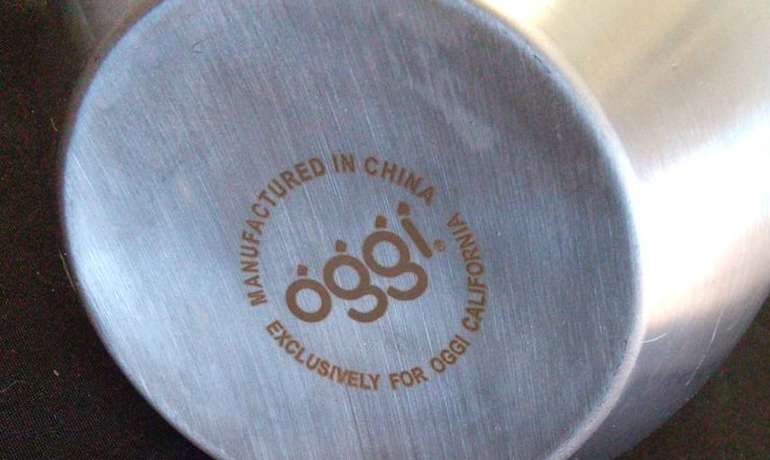 MANUFACTURED IN CHINA
oggi®
EXCLUSIVELY FOR OGGI CALIFORNIA